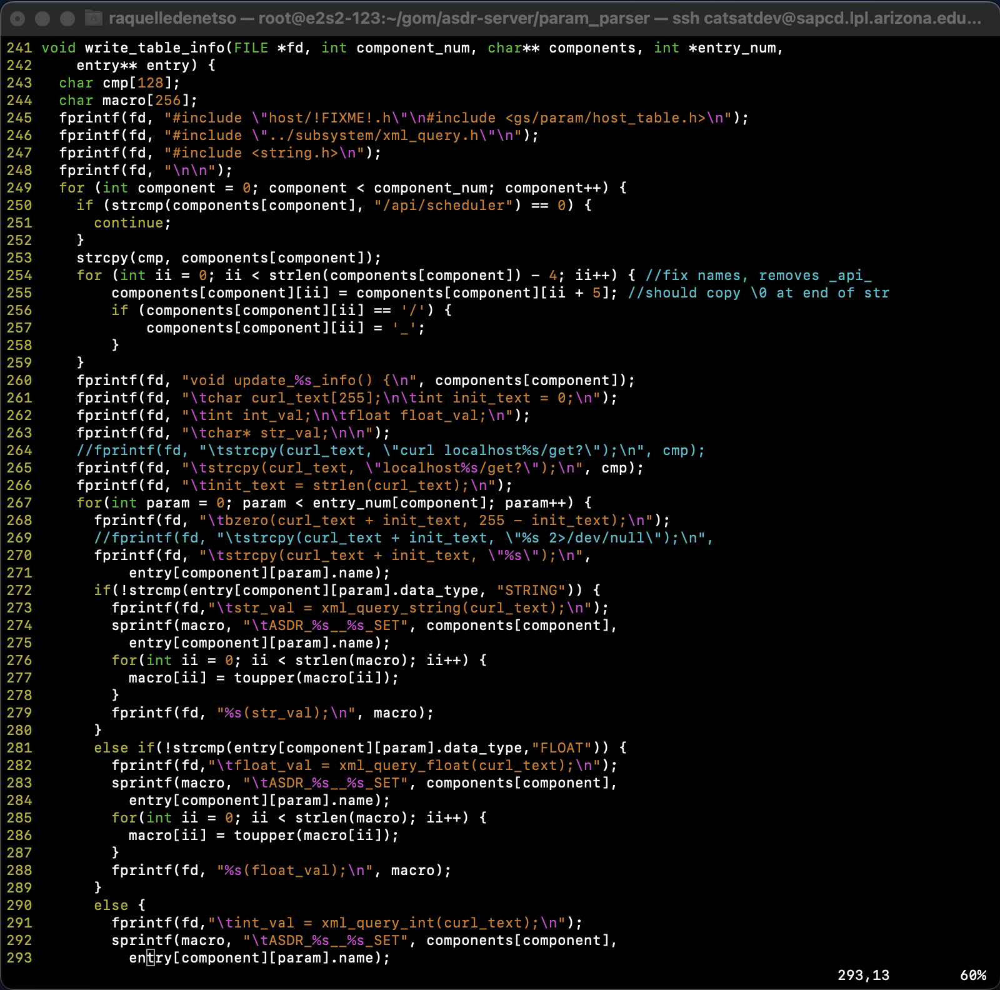 raquelledenetso — root@e2s2-123:~/gom/asdr-server/param_parser — ssh catsatdev@sapcd.lpl.arizona.edu...
241 void write_table_info(FILE *fd, int component_num, char** components, int *entry_num,
242     entry** entry) {
243   char cmp[128];
244   char macro[256];
245   fprintf(fd, "#include \"host/!FIXME!.h\"\n#include <gs/param/host_table.h>\n");
246   fprintf(fd, "#include \"../subsystem/xml_query.h\"\n");
247   fprintf(fd, "#include <string.h>\n");
248   fprintf(fd, "\n\n");
249   for (int component = 0; component < component_num; component++) {
250     if (strcmp(components[component], "/api/scheduler") == 0) {
251       continue;
252     }
253     strcpy(cmp, components[component]);
254     for (int ii = 0; ii < strlen(components[component]) - 4; ii++) { //fix names, removes _api_
255         components[component][ii] = components[component][ii + 5]; //should copy \0 at end of str
256         if (components[component][ii] == '/') {
257             components[component][ii] = '_';
258         }
259     }
260     fprintf(fd, "void update_%s_info() {\n", components[component]);
261     fprintf(fd, "\tchar curl_text[255];\n\tint init_text = 0;\n");
262     fprintf(fd, "\tint int_val;\n\tfloat float_val;\n");
263     fprintf(fd, "\tchar* str_val;\n\n");
264     //fprintf(fd, "\tstrcpy(curl_text, \"curl localhost%s/get?\");\n", cmp);
265     fprintf(fd, "\tstrcpy(curl_text, \"localhost%s/get?\");\n", cmp);
266     fprintf(fd, "\tinit_text = strlen(curl_text);\n");
267     for(int param = 0; param < entry_num[component]; param++) {
268       fprintf(fd, "\tbzero(curl_text + init_text, 255 - init_text);\n");
269       //fprintf(fd, "\tstrcpy(curl_text + init_text, \"%s 2>/dev/null\");\n",
270       fprintf(fd, "\tstrcpy(curl_text + init_text, \"%s\");\n",
271           entry[component][param].name);
272       if(!strcmp(entry[component][param].data_type, "STRING")) {
273         fprintf(fd,"\tstr_val = xml_query_string(curl_text);\n");
274         sprintf(macro, "\tASDR_%s__%s_SET", components[component],
275           entry[component][param].name);
276         for(int ii = 0; ii < strlen(macro); ii++) {
277           macro[ii] = toupper(macro[ii]);
278         }
279         fprintf(fd, "%s(str_val);\n", macro);
280       }
281       else if(!strcmp(entry[component][param].data_type,"FLOAT")) {
282         fprintf(fd,"\tfloat_val = xml_query_float(curl_text);\n");
283         sprintf(macro, "\tASDR_%s__%s_SET", components[component],
284           entry[component][param].name);
285         for(int ii = 0; ii < strlen(macro); ii++) {
286           macro[ii] = toupper(macro[ii]);
287         }
288         fprintf(fd, "%s(float_val);\n", macro);
289       }
290       else {
291         fprintf(fd,"\tint_val = xml_query_int(curl_text);\n");
292         sprintf(macro, "\tASDR_%s__%s_SET", components[component],
293           entry[component][param].name);
293,13 60%